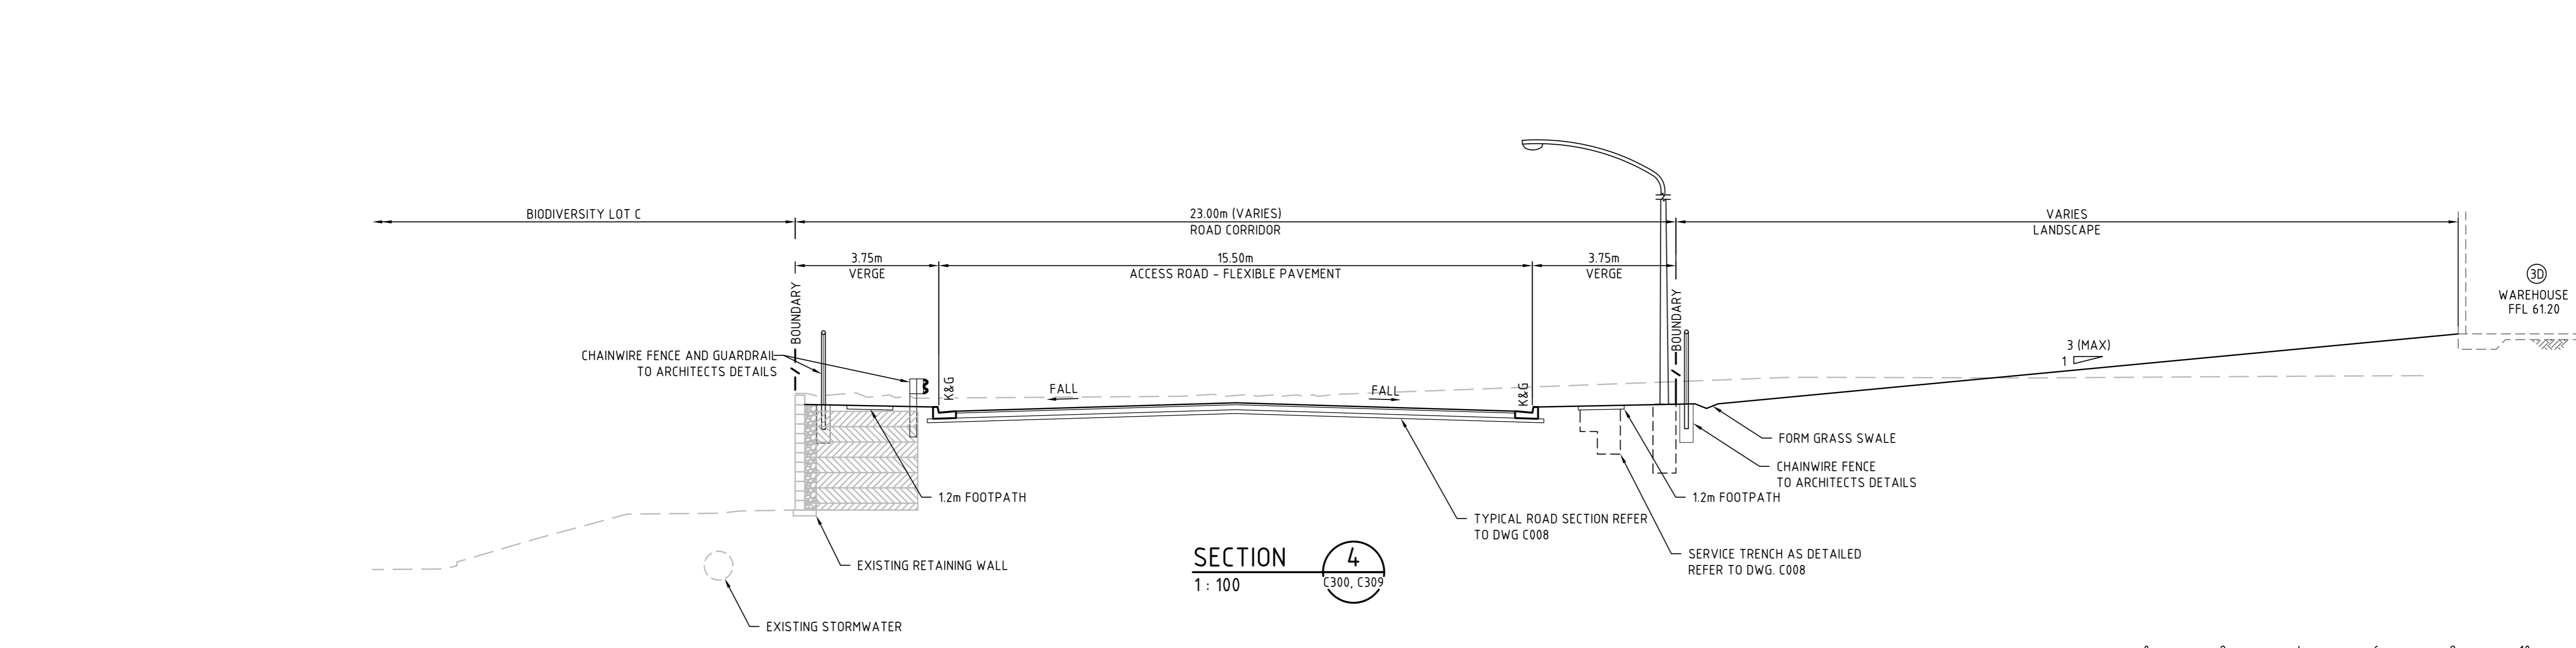 BIODIVERSITY LOT C
23.00m (VARIES)
ROAD CORRIDOR
VARIES
LANDSCAPE
3.75m
VERGE
15.50m
ACCESS ROAD - FLEXIBLE PAVEMENT
3.75m
VERGE
3D
WAREHOUSE
FFL 61.20
BOUNDARY
BOUNDARY
CHAINWIRE FENCE AND GUARDRAIL
TO ARCHITECTS DETAILS
K&G
FALL
FALL
K&G
3 (MAX)
1
FORM GRASS SWALE
CHAINWIRE FENCE
TO ARCHITECTS DETAILS
1.2m FOOTPATH
1.2m FOOTPATH
TYPICAL ROAD SECTION REFER
TO DWG C008
SERVICE TRENCH AS DETAILED
REFER TO DWG. C008
EXISTING RETAINING WALL
SECTION
4
1 : 100
C300, C309
EXISTING STORMWATER